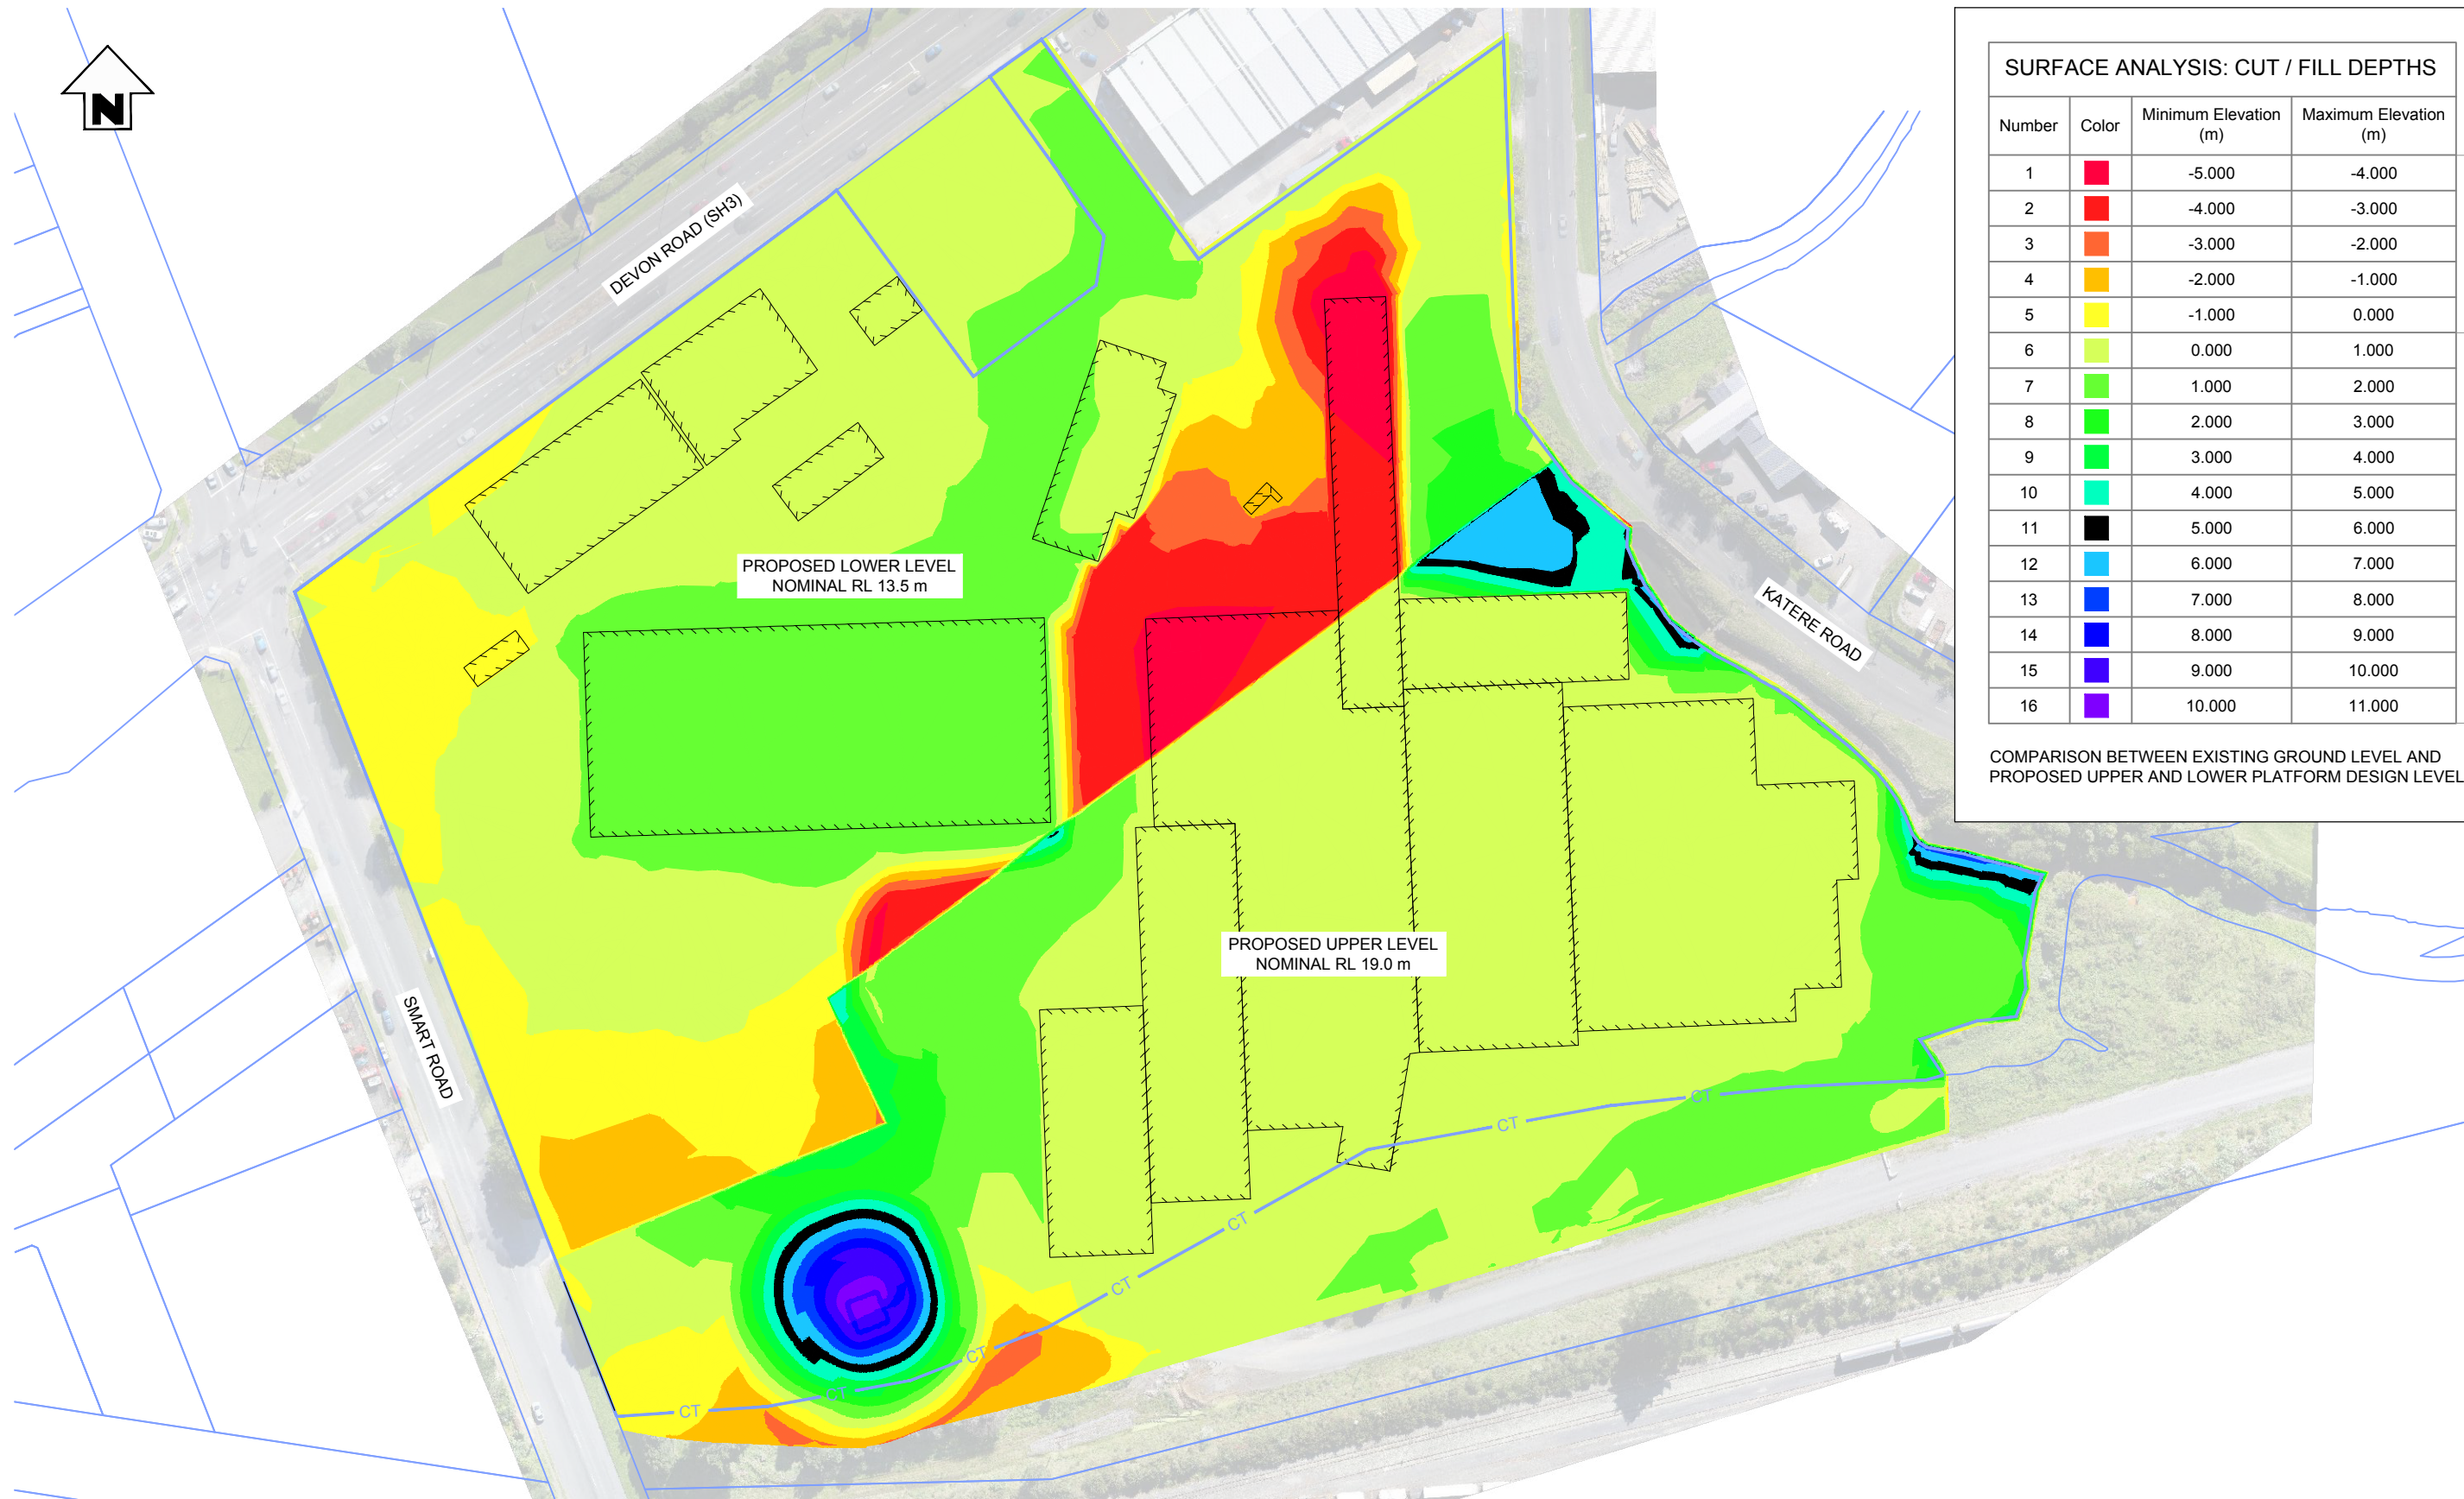 N
SURFACE ANALYSIS: CUT / FILL DEPTHS
Number Color Minimum Elevation (m) Maximum Elevation (m)
1 -5.000 -4.000
2 -4.000 -3.000
3 -3.000 -2.000
4 -2.000 -1.000
5 -1.000 0.000
6 0.000 1.000
7 1.000 2.000
8 2.000 3.000
9 3.000 4.000
10 4.000 5.000
11 5.000 6.000
12 6.000 7.000
13 7.000 8.000
14 8.000 9.000
15 9.000 10.000
16 10.000 11.000
COMPARISON BETWEEN EXISTING GROUND LEVEL AND
PROPOSED UPPER AND LOWER PLATFORM DESIGN LEVEL
DEVON ROAD (SH3)
PROPOSED LOWER LEVEL
NOMINAL RL 13.5 m
KATERE ROAD
PROPOSED UPPER LEVEL
NOMINAL RL 19.0 m
SMART ROAD
CT
CT
CT
CT
CT
CT
CT